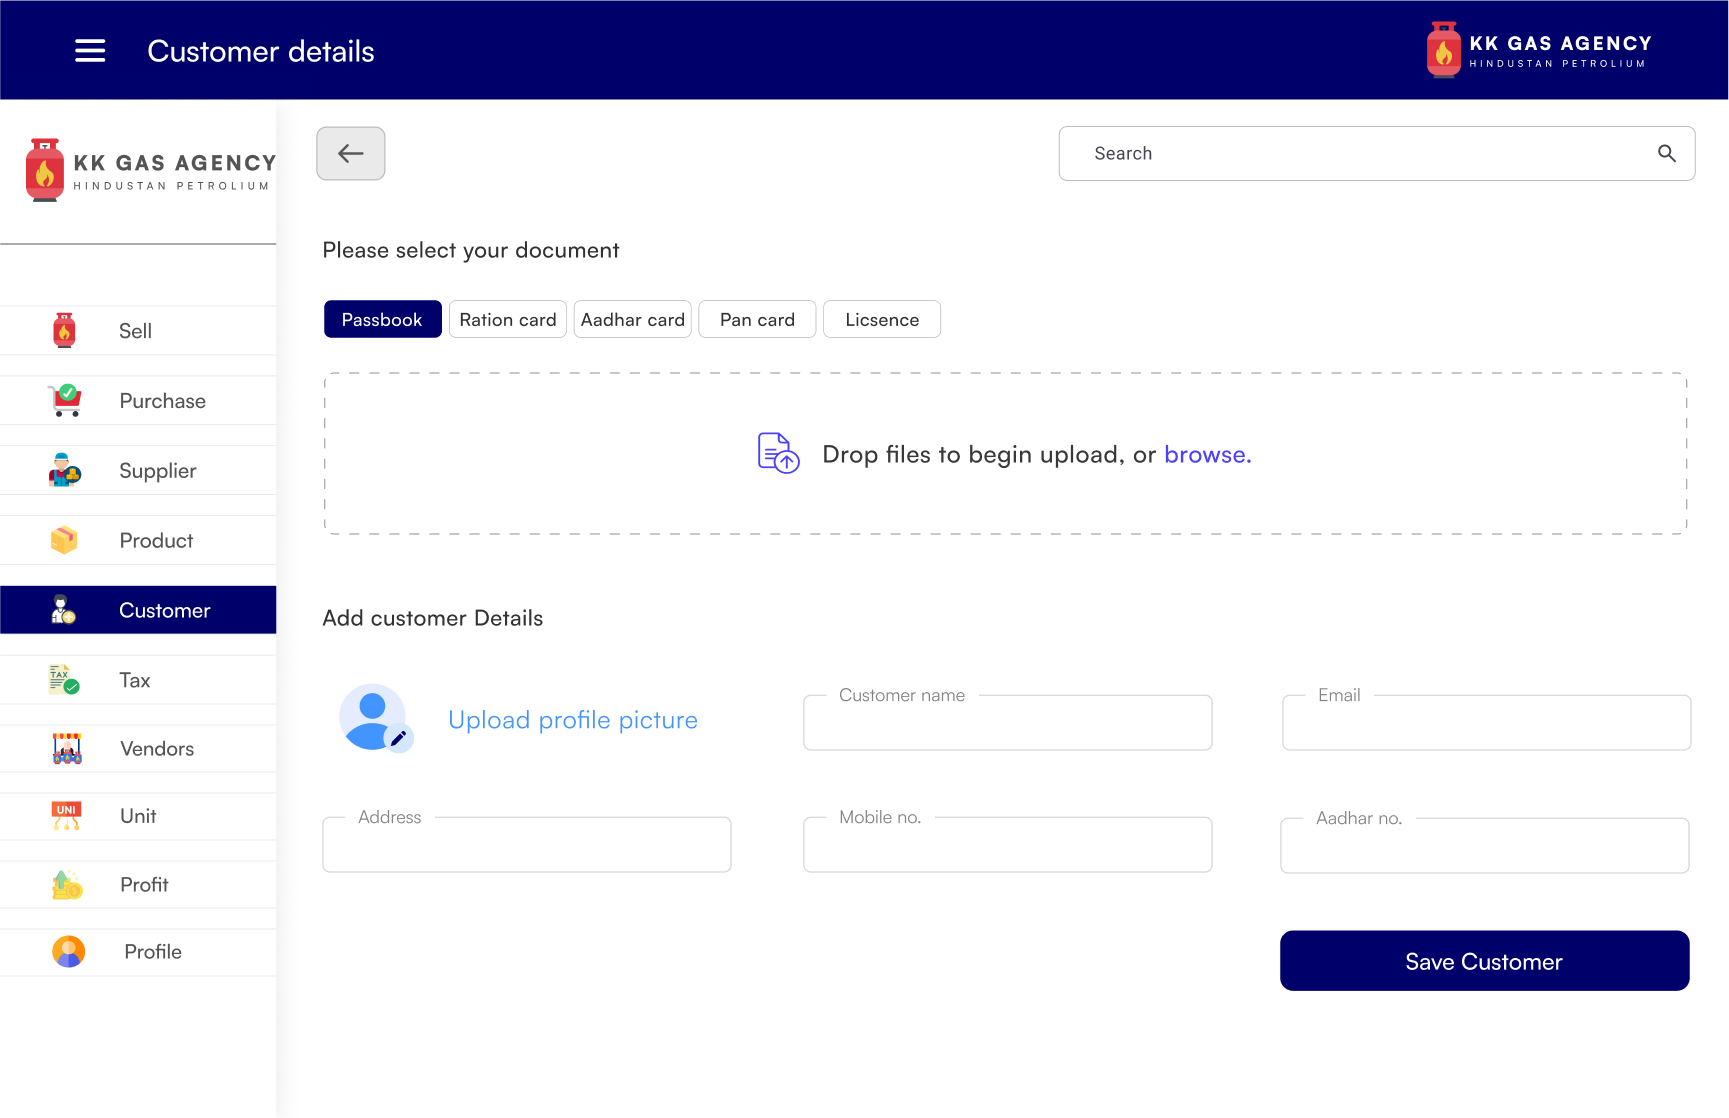 Customer details
KK GAS AGENCY
HINDUSTAN PETROLIUM
KK GAS AGENCY
HINDUSTAN PETROLIUM
Search
Please select your document
Passbook
Ration card
Aadhar card
Pan card
Licsence
Drop files to begin upload, or browse.
Sell
Purchase
Supplier
Product
Customer
TAX
Tax
Vendors
UNI
Unit
Profit
Profile
Add customer Details
Upload profile picture
Customer name
Email
Address
Mobile no.
Aadhar no.
Save Customer